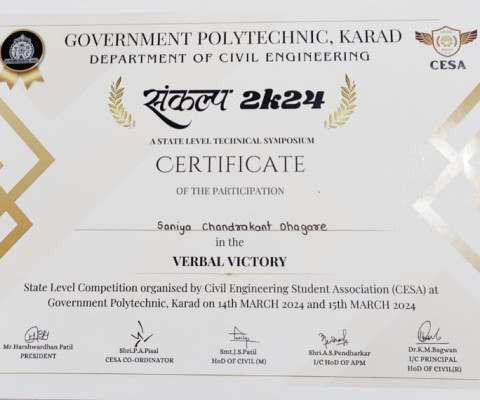 GOVERNMENT POLYTECHNIC, KARAD
DEPARTMENT OF CIVIL ENGINEERING
CESA
संकल्प 2k24
A STATE LEVEL TECHNICAL SYMPOSIUM
CERTIFICATE
OF THE PARTICIPATION
Saniya Chandrakant Dhagare
in the
VERBAL VICTORY
State Level Competition organised by Civil Engineering Student Association (CESA) at
Government Polytechnic, Karad on 14th MARCH 2024 and 15th MARCH 2024
Mr.Harshwardhan Patil
PRESIDENT
Shri.P.A.Pisal
CESA CO-ORDINATOR
Smt.J.S.Patil
HoD OF CIVIL (M)
Shri.A.S.Pendharkar
I/C HoD OF APM
Dr.K.M.Bagwan
I/C PRINCIPAL
HoD OF CIVIL(R)